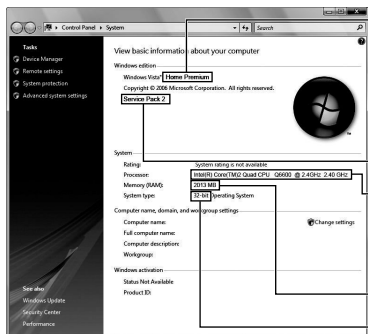 Control Panel ▸ System
Search
Tasks
Device Manager
Remote settings
System protection
Advanced system settings
See also
Windows Update
Security Center
Performance
View basic information about your computer
Windows edition
Windows Vista™ Home Premium
Copyright © 2006 Microsoft Corporation. All rights reserved.
Service Pack 2
System
Rating: System rating is not available
Processor: Intel(R) Core(TM)2 Quad CPU Q6600 @ 2.4GHz 2.40 GHz
Memory (RAM): 2013 MB
System type: 32-bit Operating System
Computer name, domain, and workgroup settings
Computer name: Change settings
Full computer name:
Computer description:
Workgroup:
Windows activation
Status Not Available
Product ID: